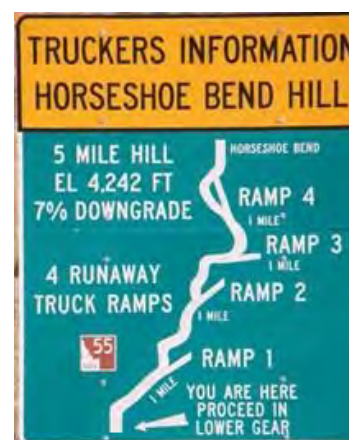 TRUCKERS INFORMATION
HORSESHOE BEND HILL
HORSESHOE BEND
5 MILE HILL
EL 4,242 FT
7% DOWNGRADE
RAMP 4
1 MILE
RAMP 3
1 MILE
4 RUNAWAY
TRUCK RAMPS
RAMP 2
1 MILE
55
RAMP 1
1 MILE
YOU ARE HERE
PROCEED IN
LOWER GEAR